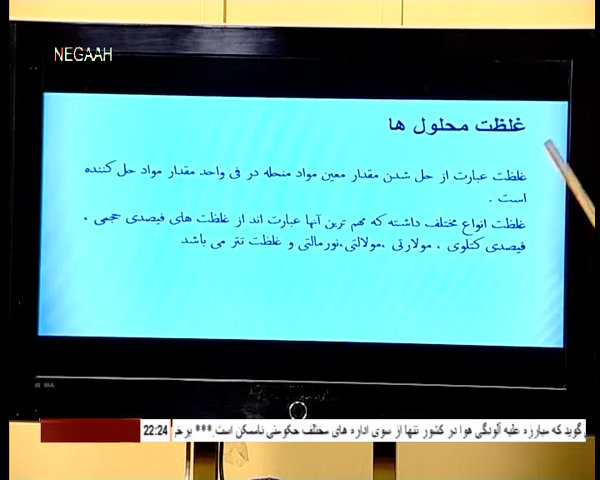 NEGAAH
غلظت محلول ها
غلظت عبارت از حل شدن مقدار معین مواد منحله در فی واحد مقدار مواد حل کننده
است .
غلظت انواع مختلف داشته که مهم ترین آنها عبارت اند از غلظت های فیصدی حجمی ،
فیصدی کتلوی ، مولارتی ،مولالتی،نورمالتی و غلظت تتر می باشد
گوید که مبارزه علیه آلودگی هوا در کشور تنها از سوی اداره های مختلف حکومتی ناممکن است.*** برخی
22:24